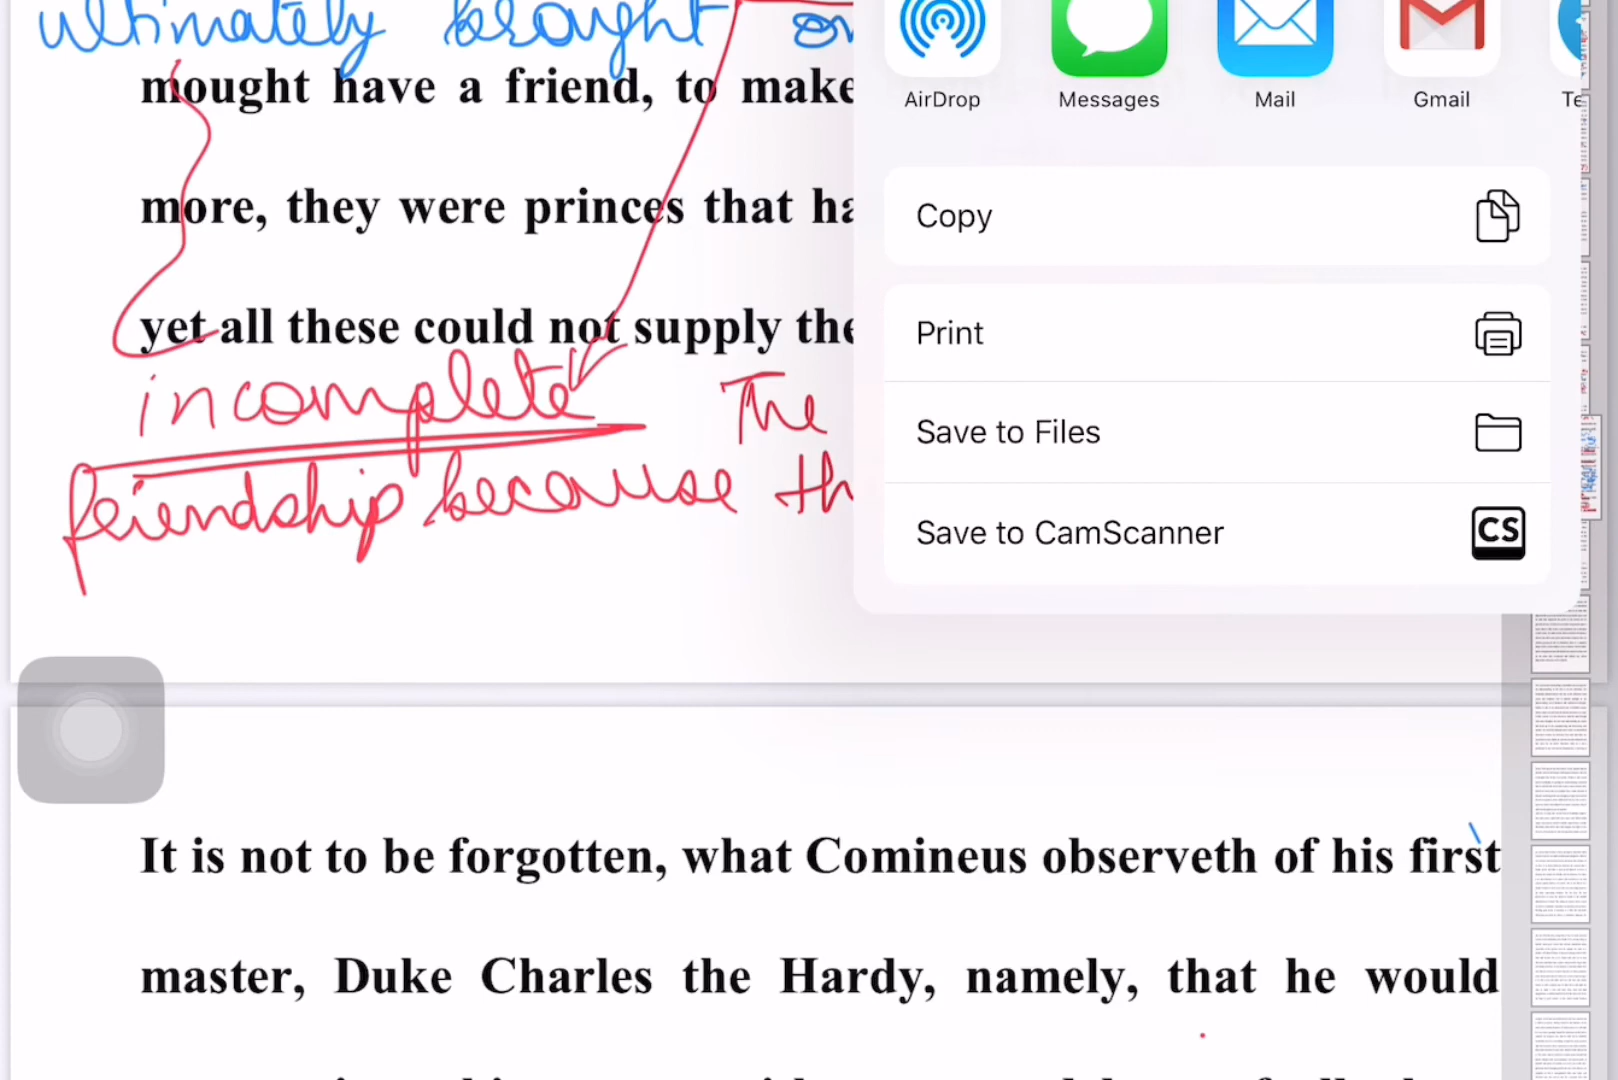 ultimately brought on
mought have a friend, to make
more, they were princes that ha
yet all these could not supply the
incomplete The
friendship because th
AirDrop Messages Mail Gmail Te
Copy
Print
Save to Files
Save to CamScanner
CS
It is not to be forgotten, what Comineus observeth of his first
master, Duke Charles the Hardy, namely, that he would